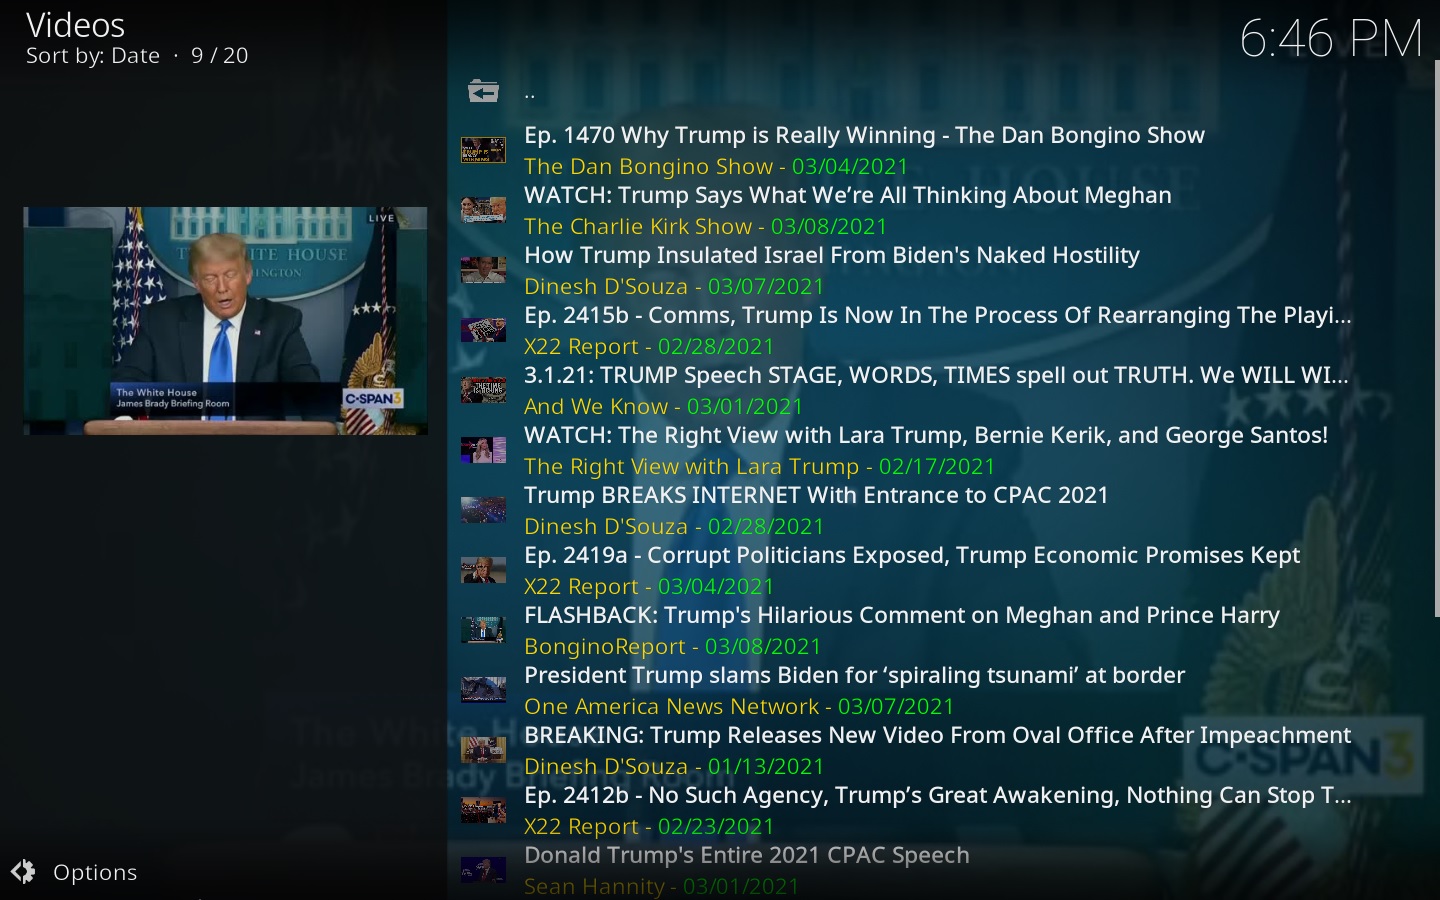 Videos
Sort by: Date · 9 / 20
6:46 PM
..
Ep. 1470 Why Trump is Really Winning - The Dan Bongino Show
The Dan Bongino Show - 03/04/2021
WATCH: Trump Says What We’re All Thinking About Meghan
The Charlie Kirk Show - 03/08/2021
How Trump Insulated Israel From Biden's Naked Hostility
Dinesh D'Souza - 03/07/2021
Ep. 2415b - Comms, Trump Is Now In The Process Of Rearranging The Playi...
X22 Report - 02/28/2021
3.1.21: TRUMP Speech STAGE, WORDS, TIMES spell out TRUTH. We WILL WI...
And We Know - 03/01/2021
WATCH: The Right View with Lara Trump, Bernie Kerik, and George Santos!
The Right View with Lara Trump - 02/17/2021
Trump BREAKS INTERNET With Entrance to CPAC 2021
Dinesh D'Souza - 02/28/2021
Ep. 2419a - Corrupt Politicians Exposed, Trump Economic Promises Kept
X22 Report - 03/04/2021
FLASHBACK: Trump's Hilarious Comment on Meghan and Prince Harry
BonginoReport - 03/08/2021
President Trump slams Biden for ‘spiraling tsunami’ at border
One America News Network - 03/07/2021
BREAKING: Trump Releases New Video From Oval Office After Impeachment
Dinesh D'Souza - 01/13/2021
Ep. 2412b - No Such Agency, Trump’s Great Awakening, Nothing Can Stop T...
X22 Report - 02/23/2021
Donald Trump's Entire 2021 CPAC Speech
Sean Hannity - 03/01/2021
LIVE
The White House
James Brady Briefing Room
C-SPAN3
The White House
James Brady Briefing Room
C-SPAN3
Options